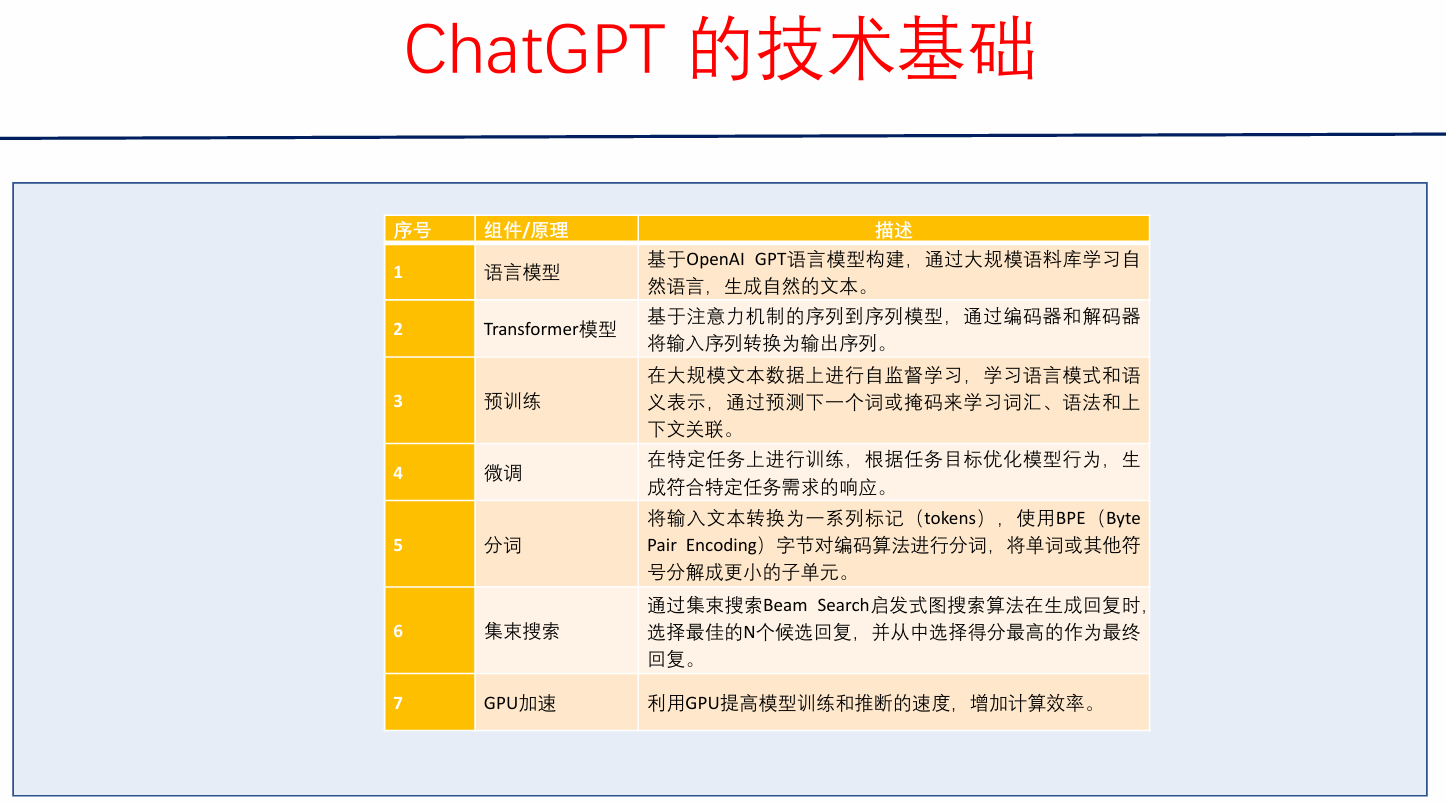 ChatGPT 的技术基础
序号 组件/原理 描述
1 语言模型 基于OpenAI GPT语言模型构建，通过大规模语料库学习自
然语言，生成自然的文本。
2 Transformer模型 基于注意力机制的序列到序列模型，通过编码器和解码器
将输入序列转换为输出序列。
3 预训练 在大规模文本数据上进行自监督学习，学习语言模式和语
义表示，通过预测下一个词或掩码来学习词汇、语法和上
下文关联。
4 微调 在特定任务上进行训练，根据任务目标优化模型行为，生
成符合特定任务需求的响应。
5 分词 将输入文本转换为一系列标记（tokens），使用BPE（Byte
Pair Encoding）字节对编码算法进行分词，将单词或其他符
号分解成更小的子单元。
6 集束搜索 通过集束搜索Beam Search启发式图搜索算法在生成回复时，
选择最佳的N个候选回复，并从中选择得分最高的作为最终
回复。
7 GPU加速 利用GPU提高模型训练和推断的速度，增加计算效率。